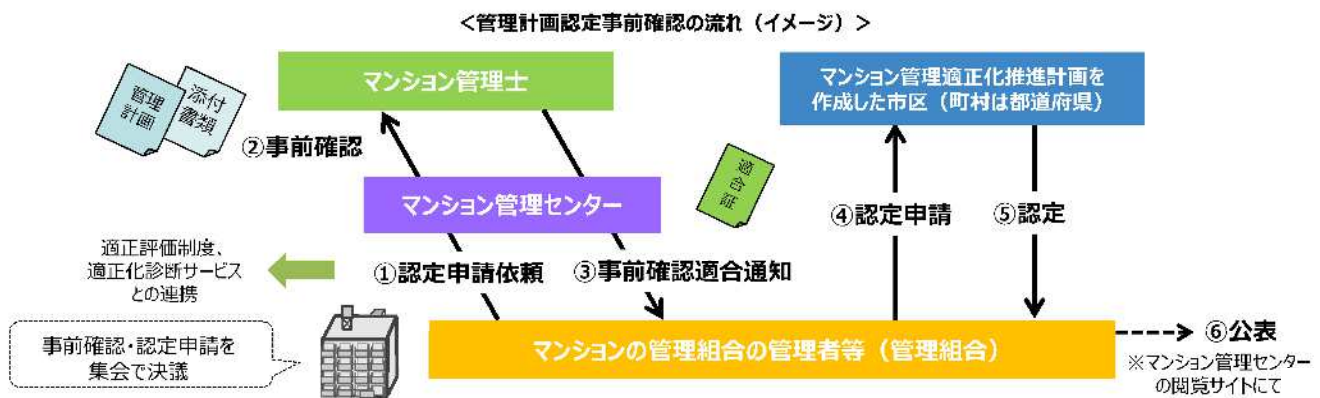 ＜管理計画認定事前確認の流れ（イメージ）＞
マンション管理士
マンション管理適正化推進計画を
作成した市区（町村は都道府県）
管理
計画
添付
書類
②事前確認
マンション管理センター
適合証
④認定申請
⑤認定
適正評価制度、
適正化診断サービス
との連携
①認定申請依頼
③事前確認適合通知
事前確認・認定申請を
集会で決議
マンションの管理組合の管理者等（管理組合）
⑥公表
※マンション管理センター
の閲覧サイトにて